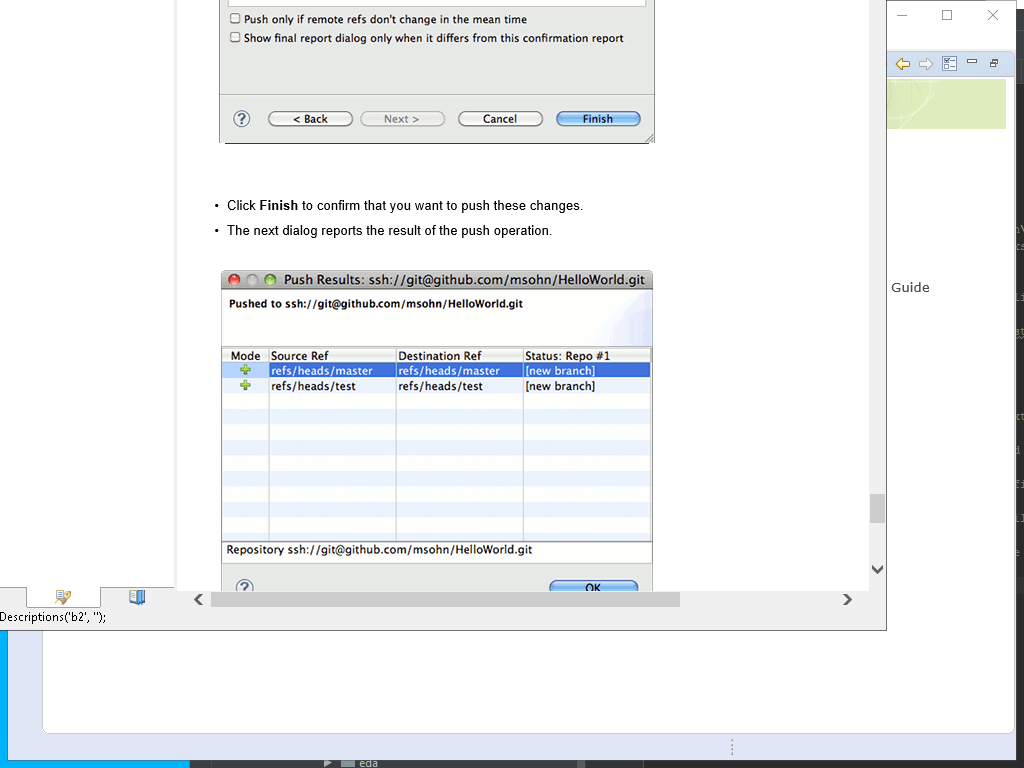 Push only if remote refs don't change in the mean time
Show final report dialog only when it differs from this confirmation report
? < Back Next > Cancel Finish
• Click Finish to confirm that you want to push these changes.
• The next dialog reports the result of the push operation.
Push Results: ssh://git@github.com/msohn/HelloWorld.git
Pushed to ssh://git@github.com/msohn/HelloWorld.git
Guide
Mode Source Ref Destination Ref Status: Repo #1
refs/heads/master refs/heads/master [new branch]
refs/heads/test refs/heads/test [new branch]
Repository ssh://git@github.com/msohn/HelloWorld.git
? OK
Descriptions('b2', '');
eda